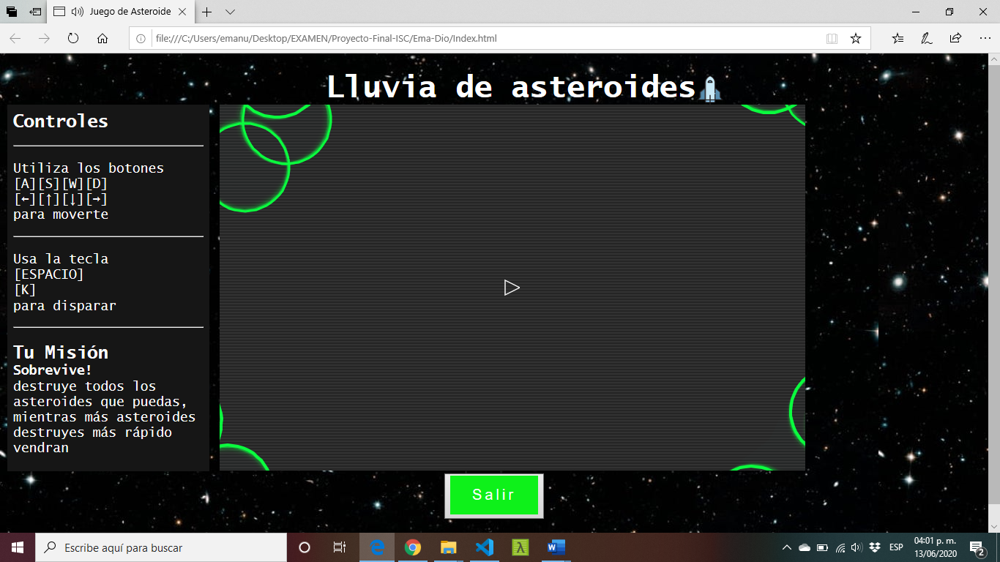 Juego de Asteroide
file:///C:/Users/emanu/Desktop/EXAMEN/Proyecto-Final-ISC/Ema-Dio/Index.html
Lluvia de asteroides
Controles
Utiliza los botones
[A][S][W][D]
[←][↑][↓][→]
para moverte
Usa la tecla
[ESPACIO]
[K]
para disparar
Tu Misión
Sobrevive!
destruye todos los
asteroides que puedas,
mientras más asteroides
destruyes más rápido
vendran
Salir
Escribe aquí para buscar
ESP
04:01 p. m.
13/06/2020
2